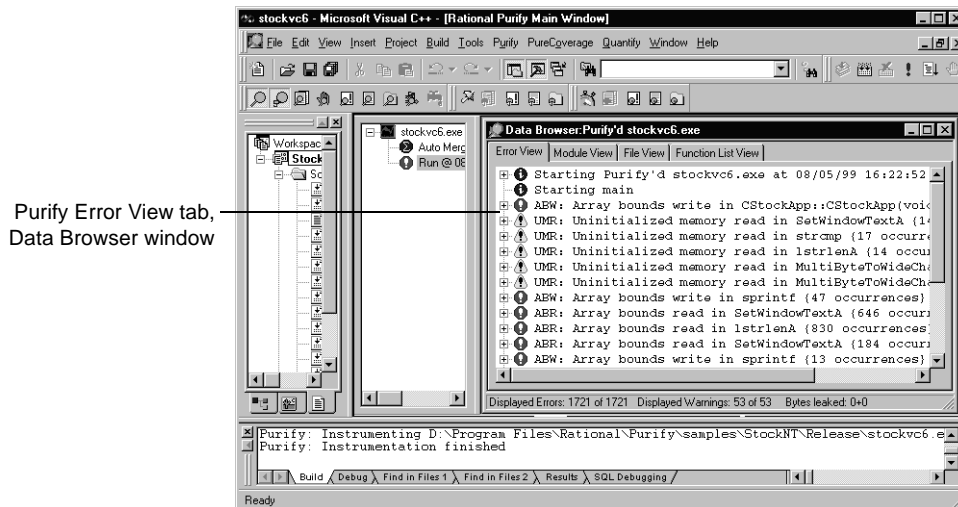 stockvc6 - Microsoft Visual C++ - [Rational Purify Main Window]
File Edit View Insert Project Build Tools Purify PureCoverage Quantify Window Help
Workspac
Stock
Sc
stockvc6.exe
Auto Merg
Run @ 08
Data Browser:Purify'd stockvc6.exe
Error View Module View File View Function List View
Starting Purify'd stockvc6.exe at 08/05/99 16:22:52
Starting main
ABW: Array bounds write in CStockApp::CStockApp(voic
UMR: Uninitialized memory read in SetWindowTextA {14
UMR: Uninitialized memory read in strcmp {17 occurre
UMR: Uninitialized memory read in lstrlenA {14 occur
UMR: Uninitialized memory read in MultiByteToWideCha
UMR: Uninitialized memory read in MultiByteToWideCha
ABW: Array bounds write in sprintf {47 occurrences}
ABR: Array bounds read in SetWindowTextA {646 occurr
ABR: Array bounds read in lstrlenA {830 occurrences
ABR: Array bounds read in SetWindowTextA {184 occurr
ABW: Array bounds write in sprintf {13 occurrences}
Displayed Errors: 1721 of 1721 Displayed Warnings: 53 of 53 Bytes leaked: 0+0
Purify Error View tab,
Data Browser window
Purify: Instrumenting D:\Program Files\Rational\Purify\samples\StockNT\Release\stockvc6.e
Purify: Instrumentation finished
Build Debug Find in Files 1 Find in Files 2 Results SQL Debugging
Ready